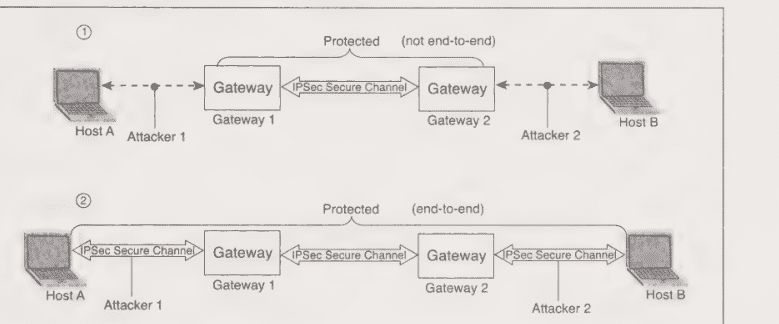 ①
Protected (not end-to-end)
Gateway IPSec Secure Channel Gateway
Host A Attacker 1 Gateway 1 Gateway 2 Attacker 2 Host B
②
Protected (end-to-end)
IPSec Secure Channel Gateway IPSec Secure Channel Gateway IPSec Secure Channel
Host A Attacker 1 Gateway 1 Gateway 2 Attacker 2 Host B